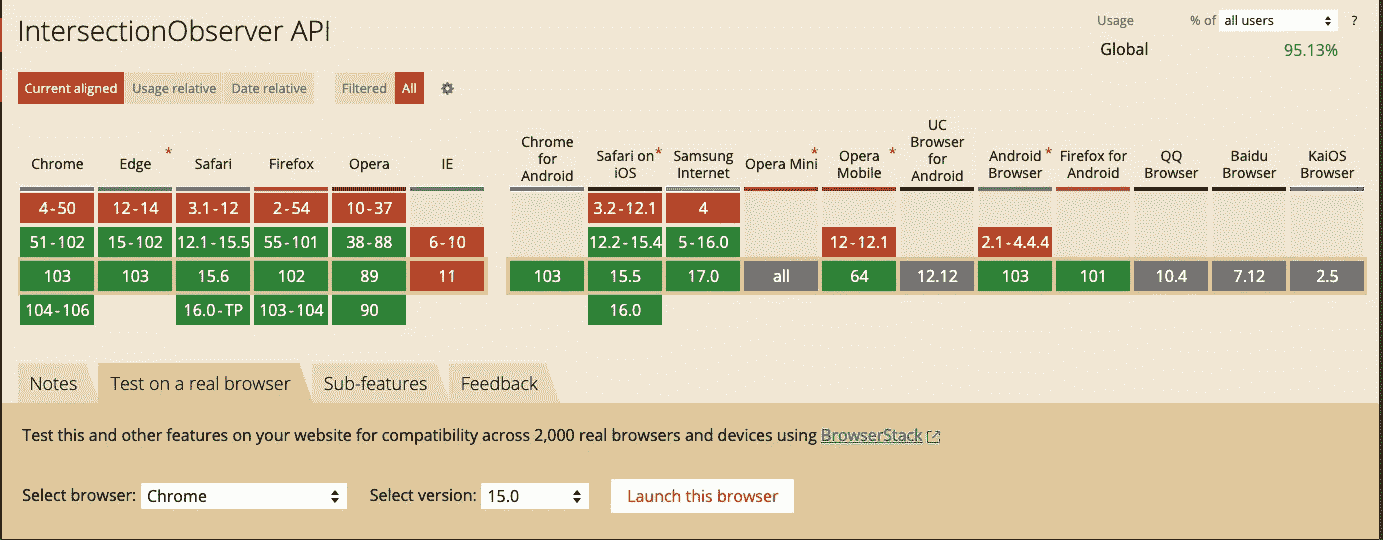 IntersectionObserver API
Usage % of all users ?
Global 95.13%
Current aligned Usage relative Date relative Filtered All
Chrome Edge * Safari Firefox Opera IE Chrome for Android Safari on iOS * Samsung Internet Opera Mini * Opera Mobile * UC Browser for Android Android Browser * Firefox for Android QQ Browser Baidu Browser KaiOS Browser
4-50 12-14 3.1-12 2-54 10-37 3.2-12.1 4
51-102 15-102 12.1-15.5 55-101 38-88 6-10 12.2-15.4 5-16.0 12-12.1 2.1-4.4.4
103 103 15.6 102 89 11 103 15.5 17.0 all 64 12.12 103 101 10.4 7.12 2.5
104-106 16.0-TP 103-104 90 16.0
Notes Test on a real browser Sub-features Feedback
Test this and other features on your website for compatibility across 2,000 real browsers and devices using BrowserStack
Select browser: Chrome Select version: 15.0 Launch this browser